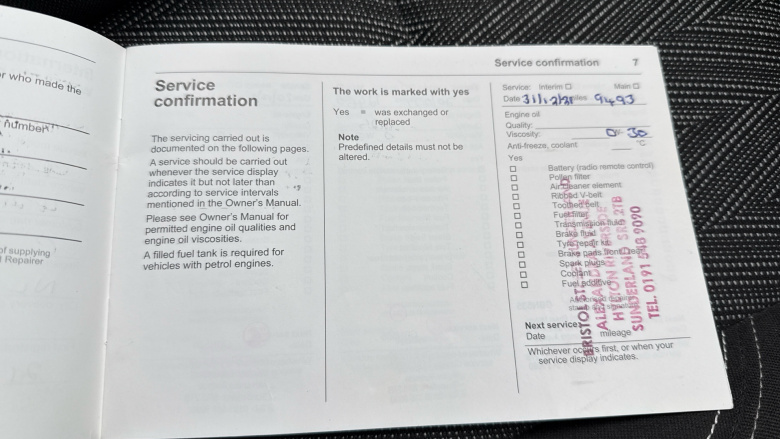 r who made the
number
of supplying
Repairer
Service confirmation 7
Service
confirmation
The servicing carried out is
documented on the following pages.
A service should be carried out
whenever the service display
indicates it but not later than
according to service intervals
mentioned in the Owner's Manual.
Please see Owner's Manual for
permitted engine oil qualities and
engine oil viscosities.
A filled fuel tank is required for
vehicles with petrol engines.
The work is marked with yes
Yes = was exchanged or
replaced
Note
Predefined details must not be
altered.
Service: Interim ☐ Main ☐
Date
Engine oil
Quality:
Viscosity: 0 - 30
Anti-freeze, coolant °C
Yes
☐ Battery (radio remote control)
☐ Pollen filter
☐ Air cleaner element
☐ Ribbed V-belt
☐ Toothed belt
☐ Fuel filter
☐ Transmission fluid
☐ Brake fluid
☐ Tyre repair kit
☐ Brake parts
☐ Spark plugs
☐ Coolant
☐ Fuel additive
Next service:
Date mileage
Whichever occurs first, or when your
service display indicates.
BRISTOL
SUNDERLAND
TEL. 0191 548 9090